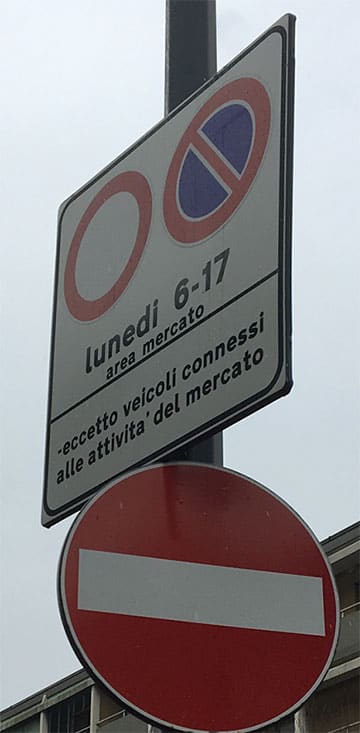 lunedi 6-17
area mercato
-eccetto veicoli connessi
alle attivita' del mercato